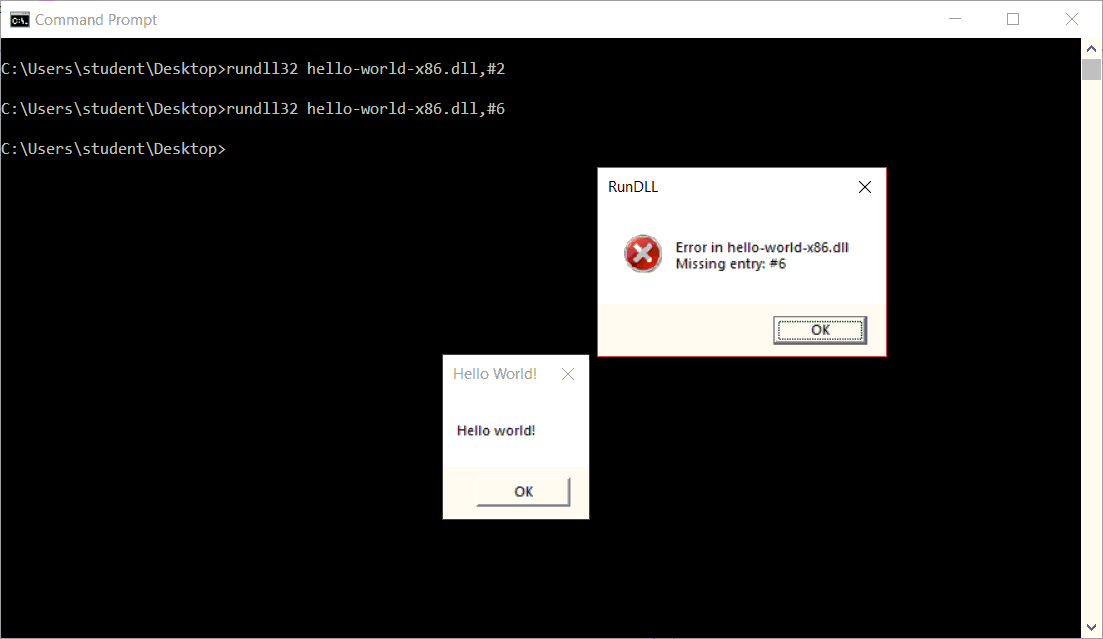 Command Prompt
C:\Users\student\Desktop>rundll32 hello-world-x86.dll,#2
C:\Users\student\Desktop>rundll32 hello-world-x86.dll,#6
C:\Users\student\Desktop>
RunDLL
Error in hello-world-x86.dll
Missing entry: #6
OK
Hello World!
Hello world!
OK